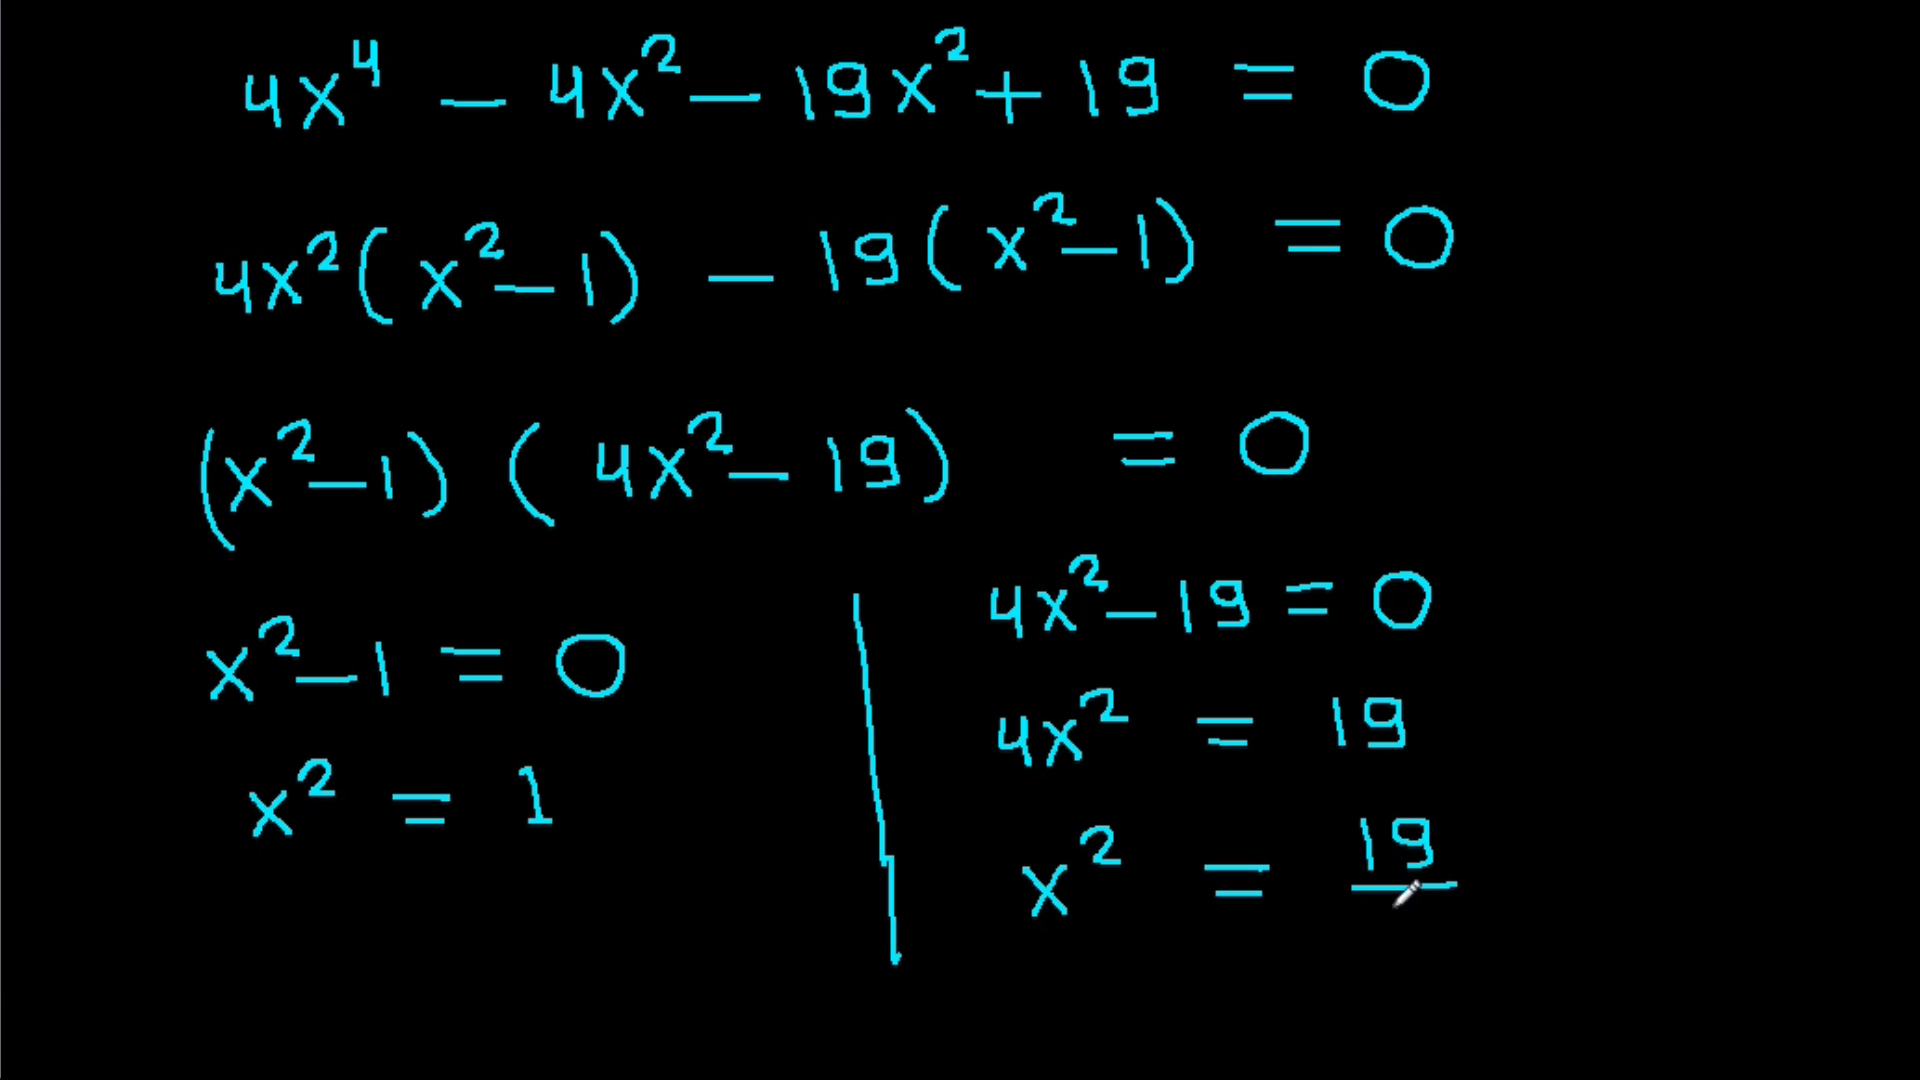 4x⁴ − 4x² − 19x² + 19 = 0
4x²(x² − 1) − 19(x² − 1) = 0
(x² − 1) (4x² − 19) = 0
x² − 1 = 0
x² = 1
4x² − 19 = 0
4x² = 19
x² = 19/